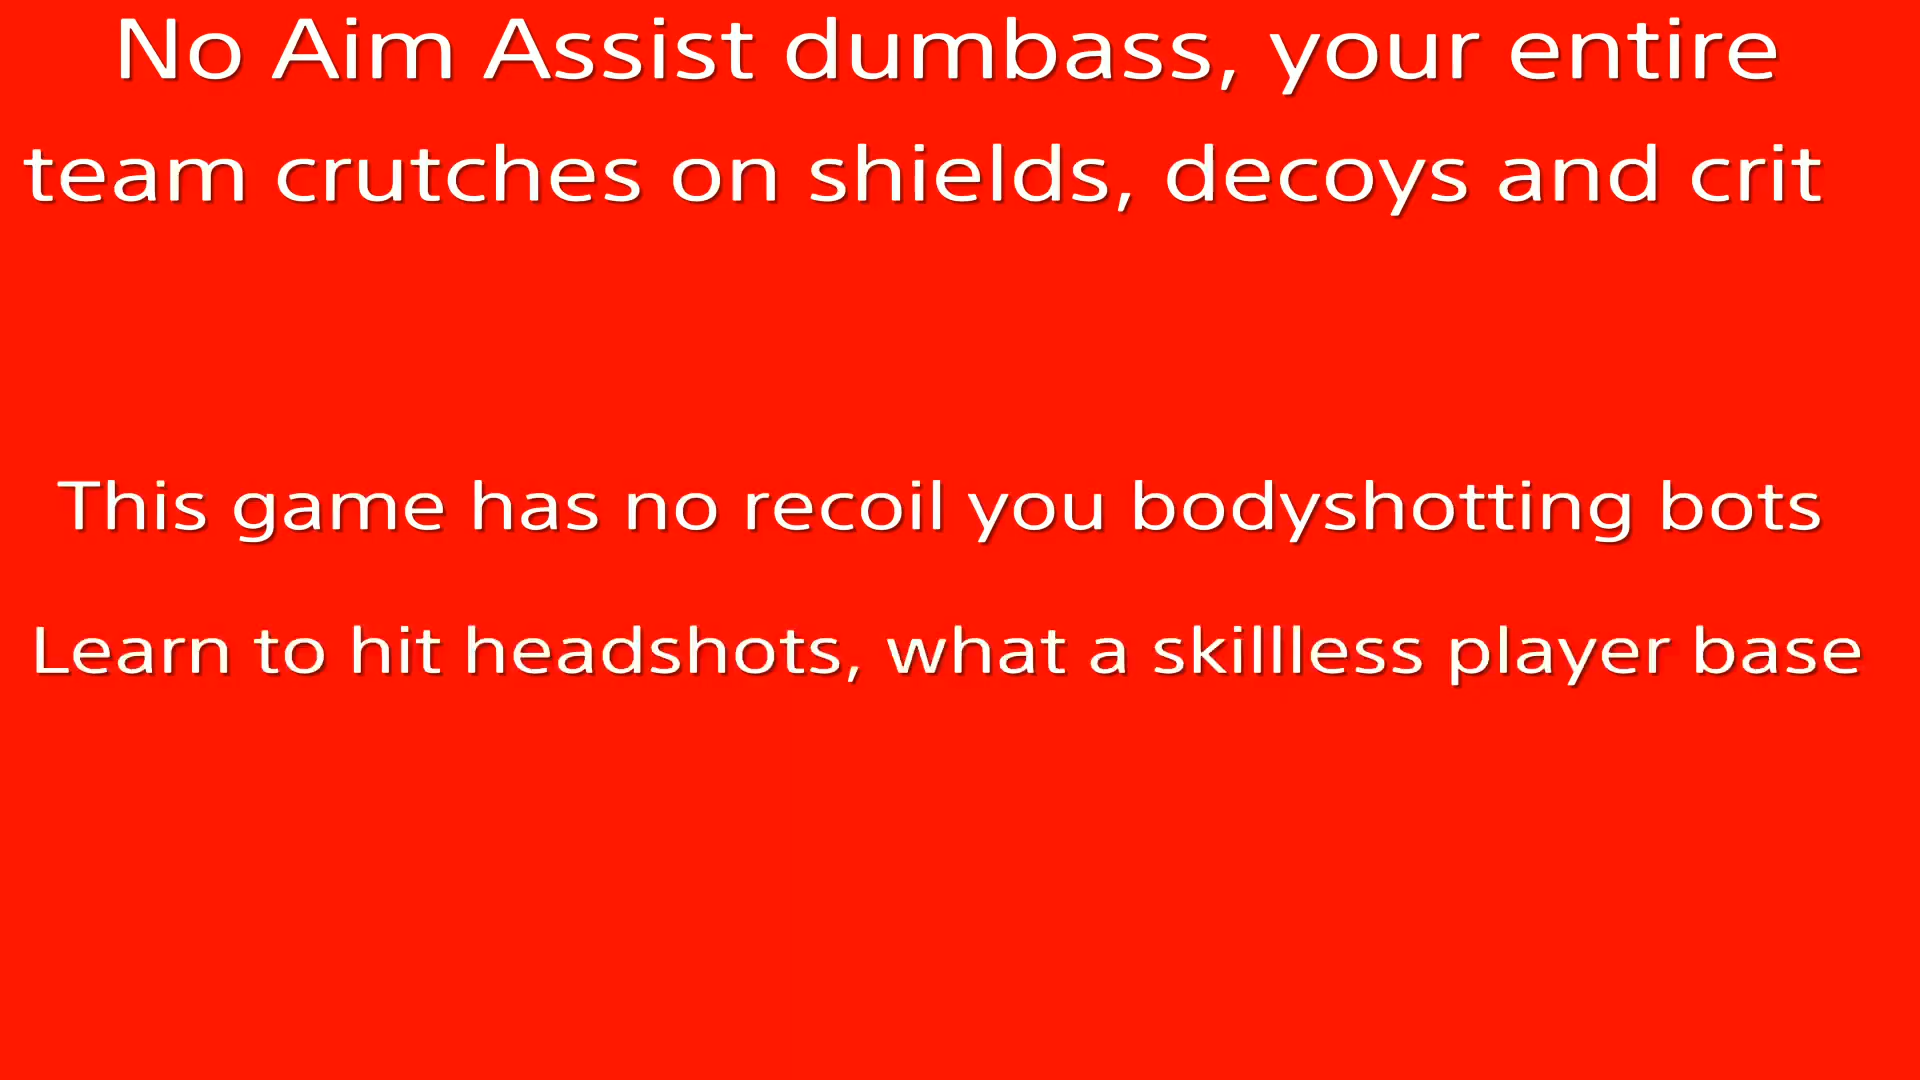 No Aim Assist dumbass, your entire
team crutches on shields, decoys and crit
This game has no recoil you bodyshotting bots
Learn to hit headshots, what a skillless player base